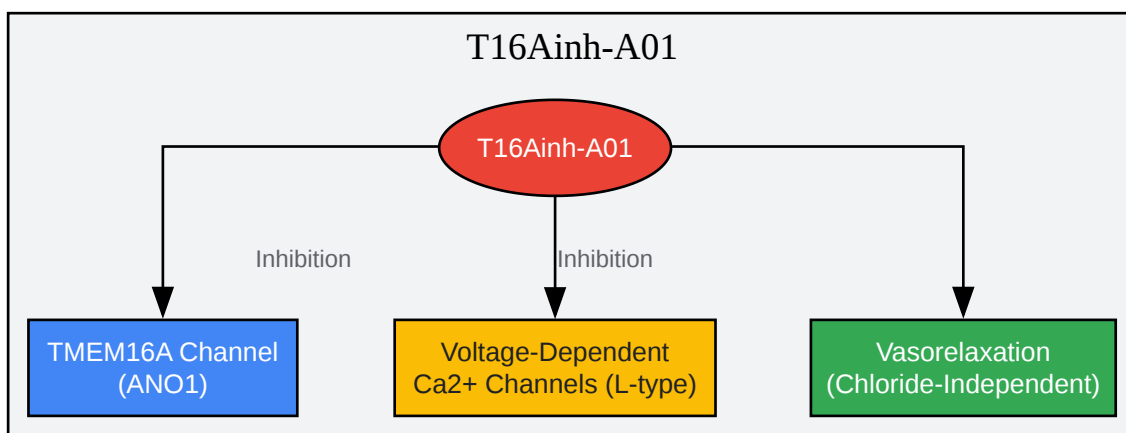 T16Ainh-A01
T16Ainh-A01
Inhibition
Inhibition
TMEM16A Channel
(ANO1)
Voltage-Dependent
Ca2+ Channels (L-type)
Vasorelaxation
(Chloride-Independent)